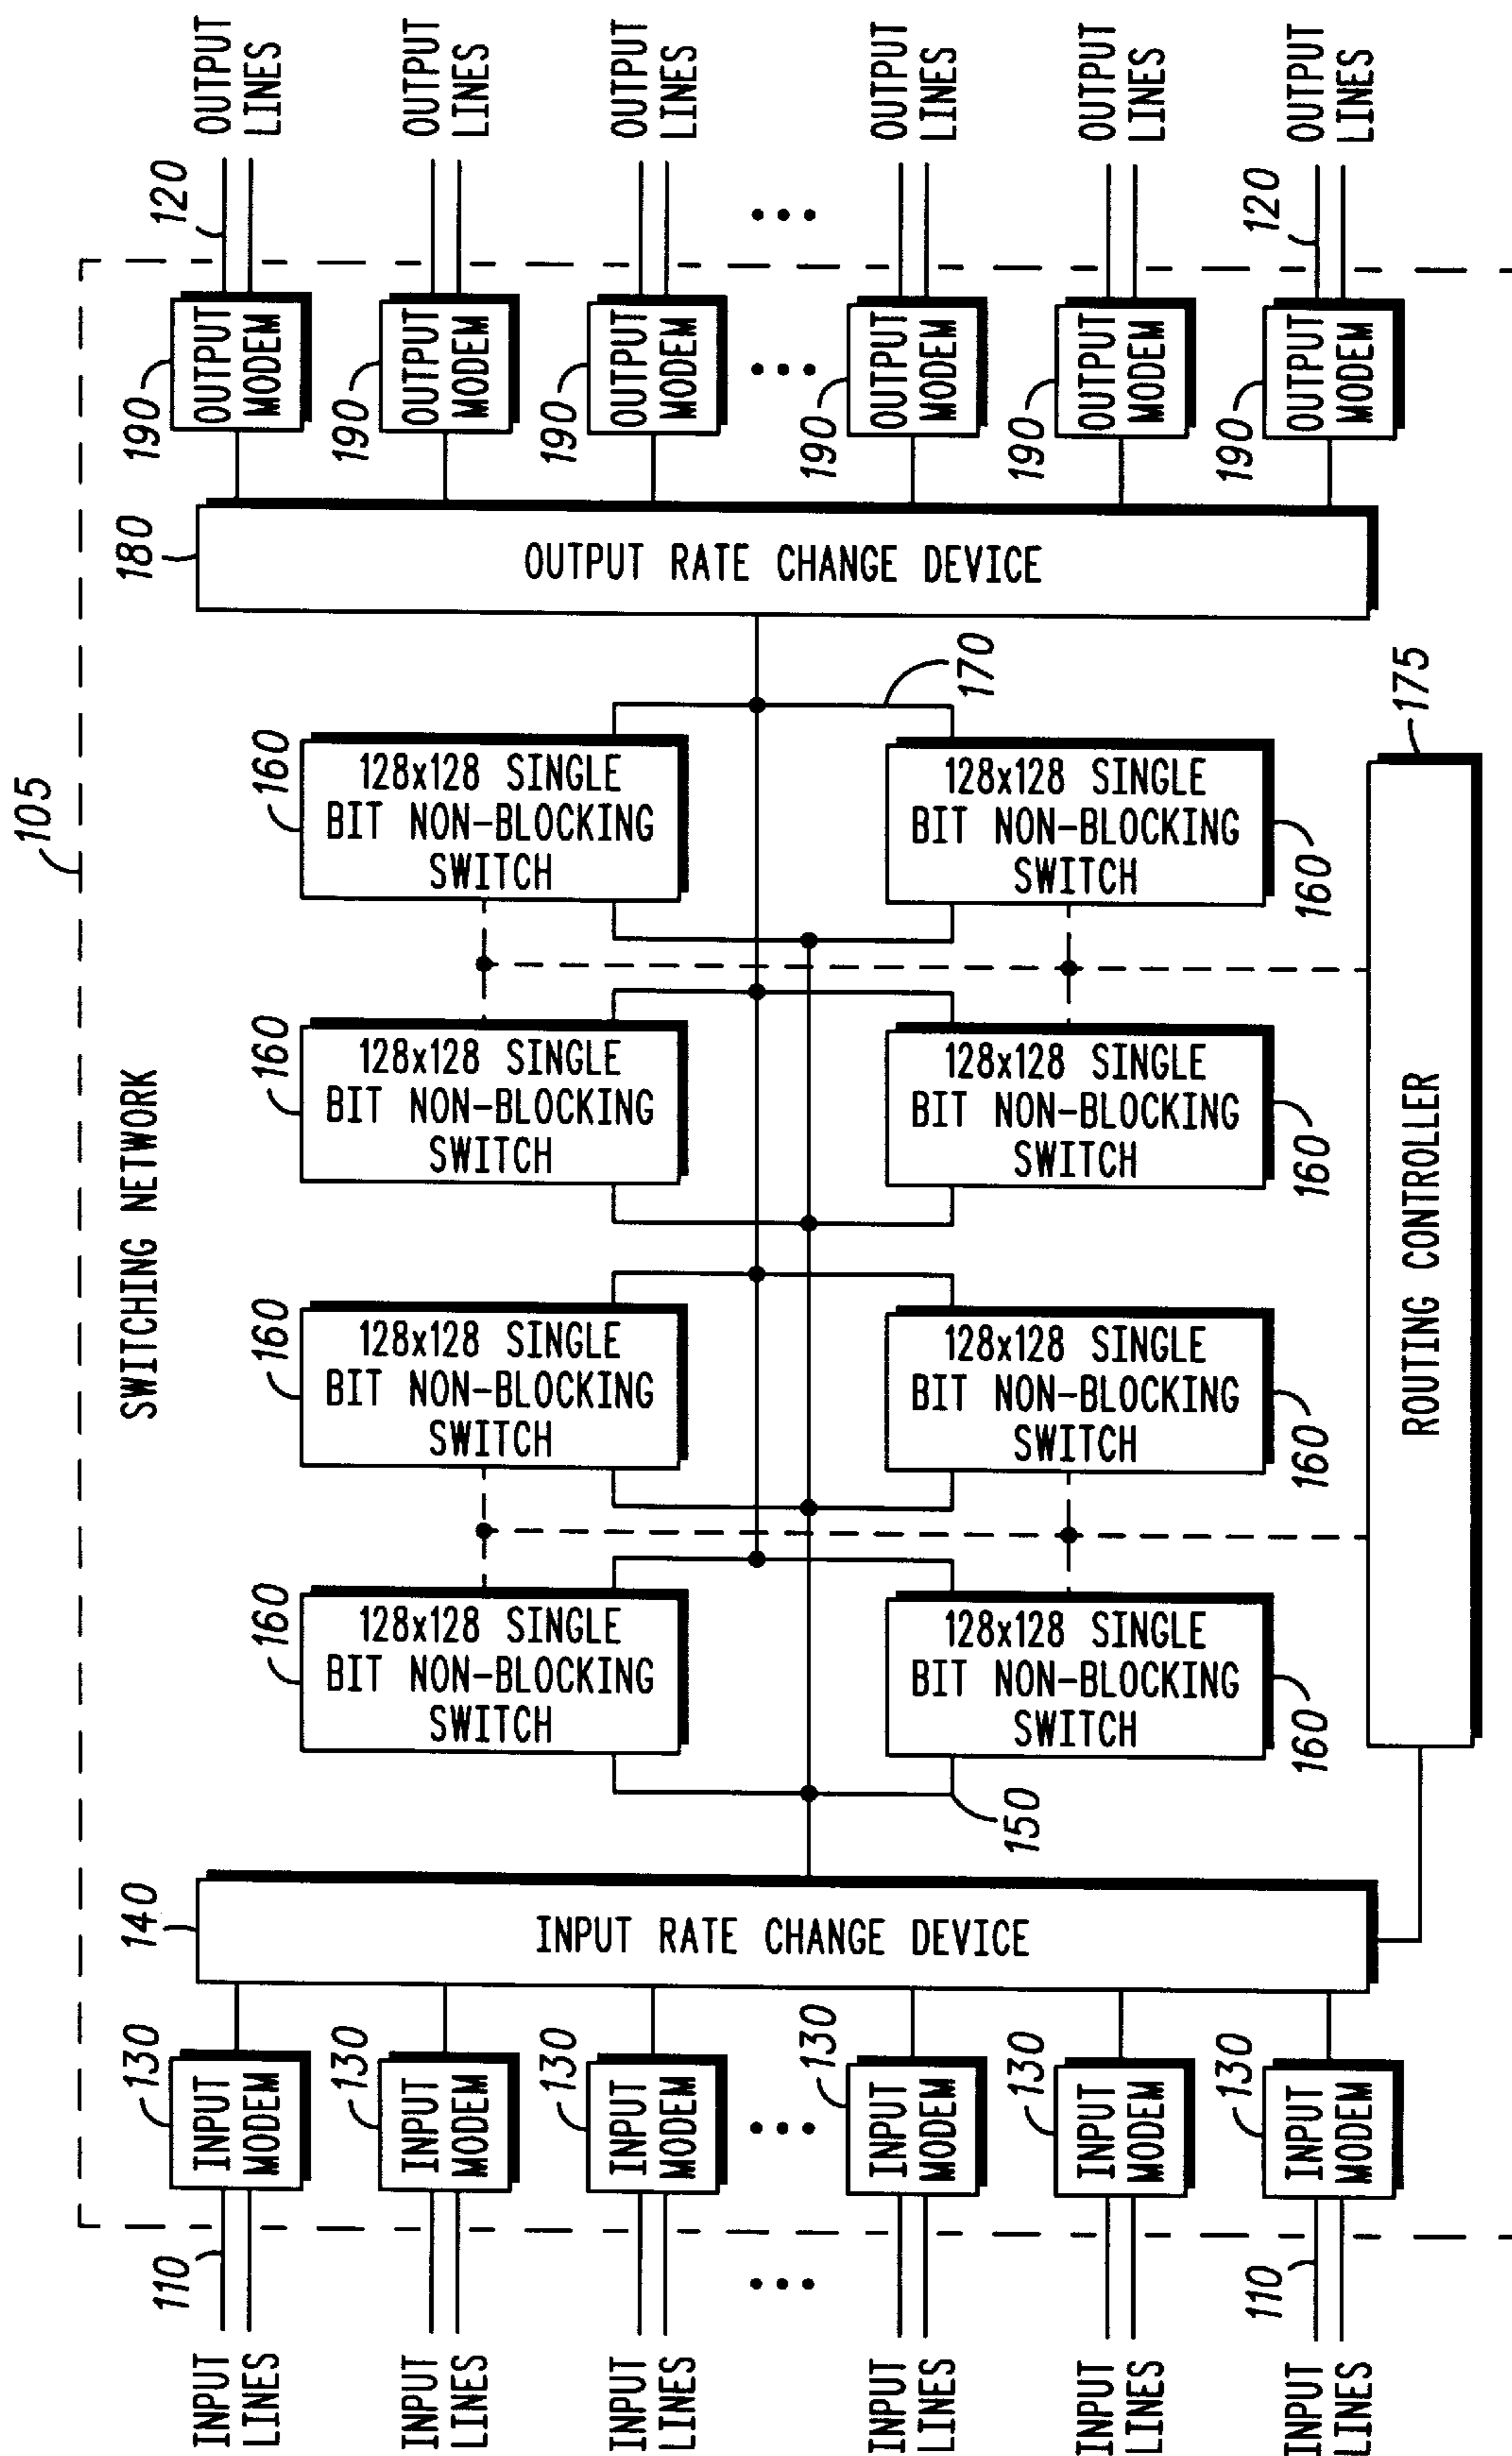 105
SWITCHING NETWORK
INPUT
LINES
110
INPUT
MODEM
130
INPUT
LINES
INPUT
MODEM
130
INPUT
LINES
INPUT
MODEM
130
INPUT
LINES
INPUT
MODEM
130
INPUT
LINES
INPUT
MODEM
130
INPUT
LINES
110
INPUT
MODEM
130
140
INPUT RATE CHANGE DEVICE
150
160
128x128 SINGLE
BIT NON-BLOCKING
SWITCH
160
128x128 SINGLE
BIT NON-BLOCKING
SWITCH
160
128x128 SINGLE
BIT NON-BLOCKING
SWITCH
160
128x128 SINGLE
BIT NON-BLOCKING
SWITCH
128x128 SINGLE
BIT NON-BLOCKING
SWITCH
160
128x128 SINGLE
BIT NON-BLOCKING
SWITCH
160
128x128 SINGLE
BIT NON-BLOCKING
SWITCH
160
128x128 SINGLE
BIT NON-BLOCKING
SWITCH
160
170
ROUTING CONTROLLER
175
180
OUTPUT RATE CHANGE DEVICE
190
OUTPUT
MODEM
120
OUTPUT
LINES
190
OUTPUT
MODEM
OUTPUT
LINES
190
OUTPUT
MODEM
OUTPUT
LINES
190
OUTPUT
MODEM
OUTPUT
LINES
190
OUTPUT
MODEM
OUTPUT
LINES
190
OUTPUT
MODEM
120
OUTPUT
LINES